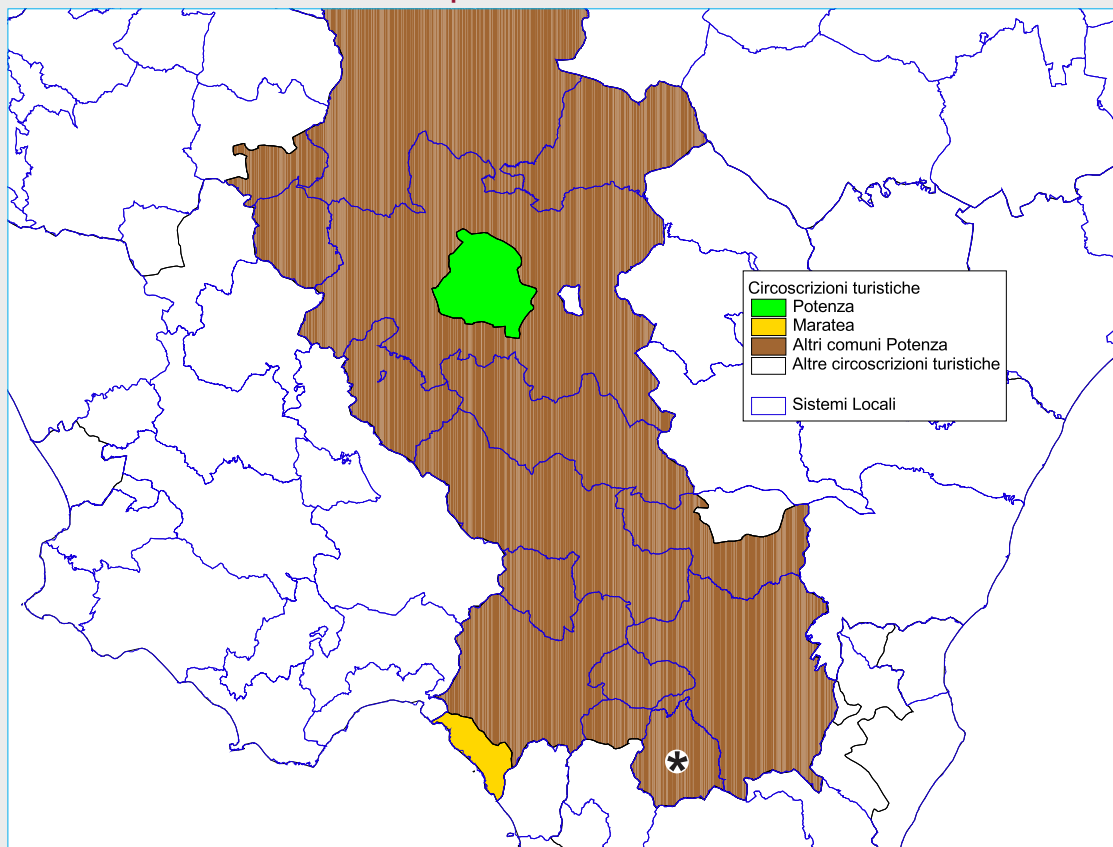 Circoscrizioni turistiche
Potenza
Maratea
Altri comuni Potenza
Altre circoscrizioni turistiche
Sistemi Locali
*